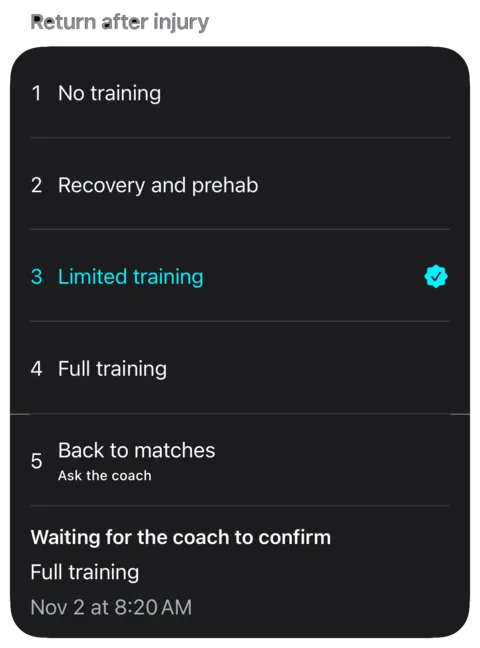 Return after injury
1 No training
2 Recovery and prehab
3 Limited training
4 Full training
5 Back to matches
Ask the coach
Waiting for the coach to confirm
Full training
Nov 2 at 8:20 AM